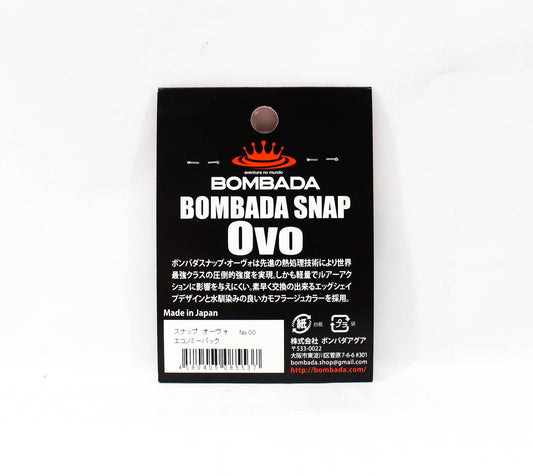 aventura no mundo
BOMBADA
BOMBADA SNAP
Ovo
ボンバダスナップ・オーヴォは先進の熱処理技術により世界
最強クラスの圧倒的強度を実現。しかも軽量でルアーアク
ションに影響を与えにくい。素早く交換の出来るエッグシェイ
プデザインと水馴染みの良いカモフラージュカラーを採用。
Made in Japan
スナップ オーヴォ No.00
エコノミーパック
4580405085537
紙 台紙 プラ 袋
株式会社 ボンバダアグア
〒533-0022
大阪市東淀川区菅原7-6-6 #301
bombada.shop@gmail.com
http://bombada.com/